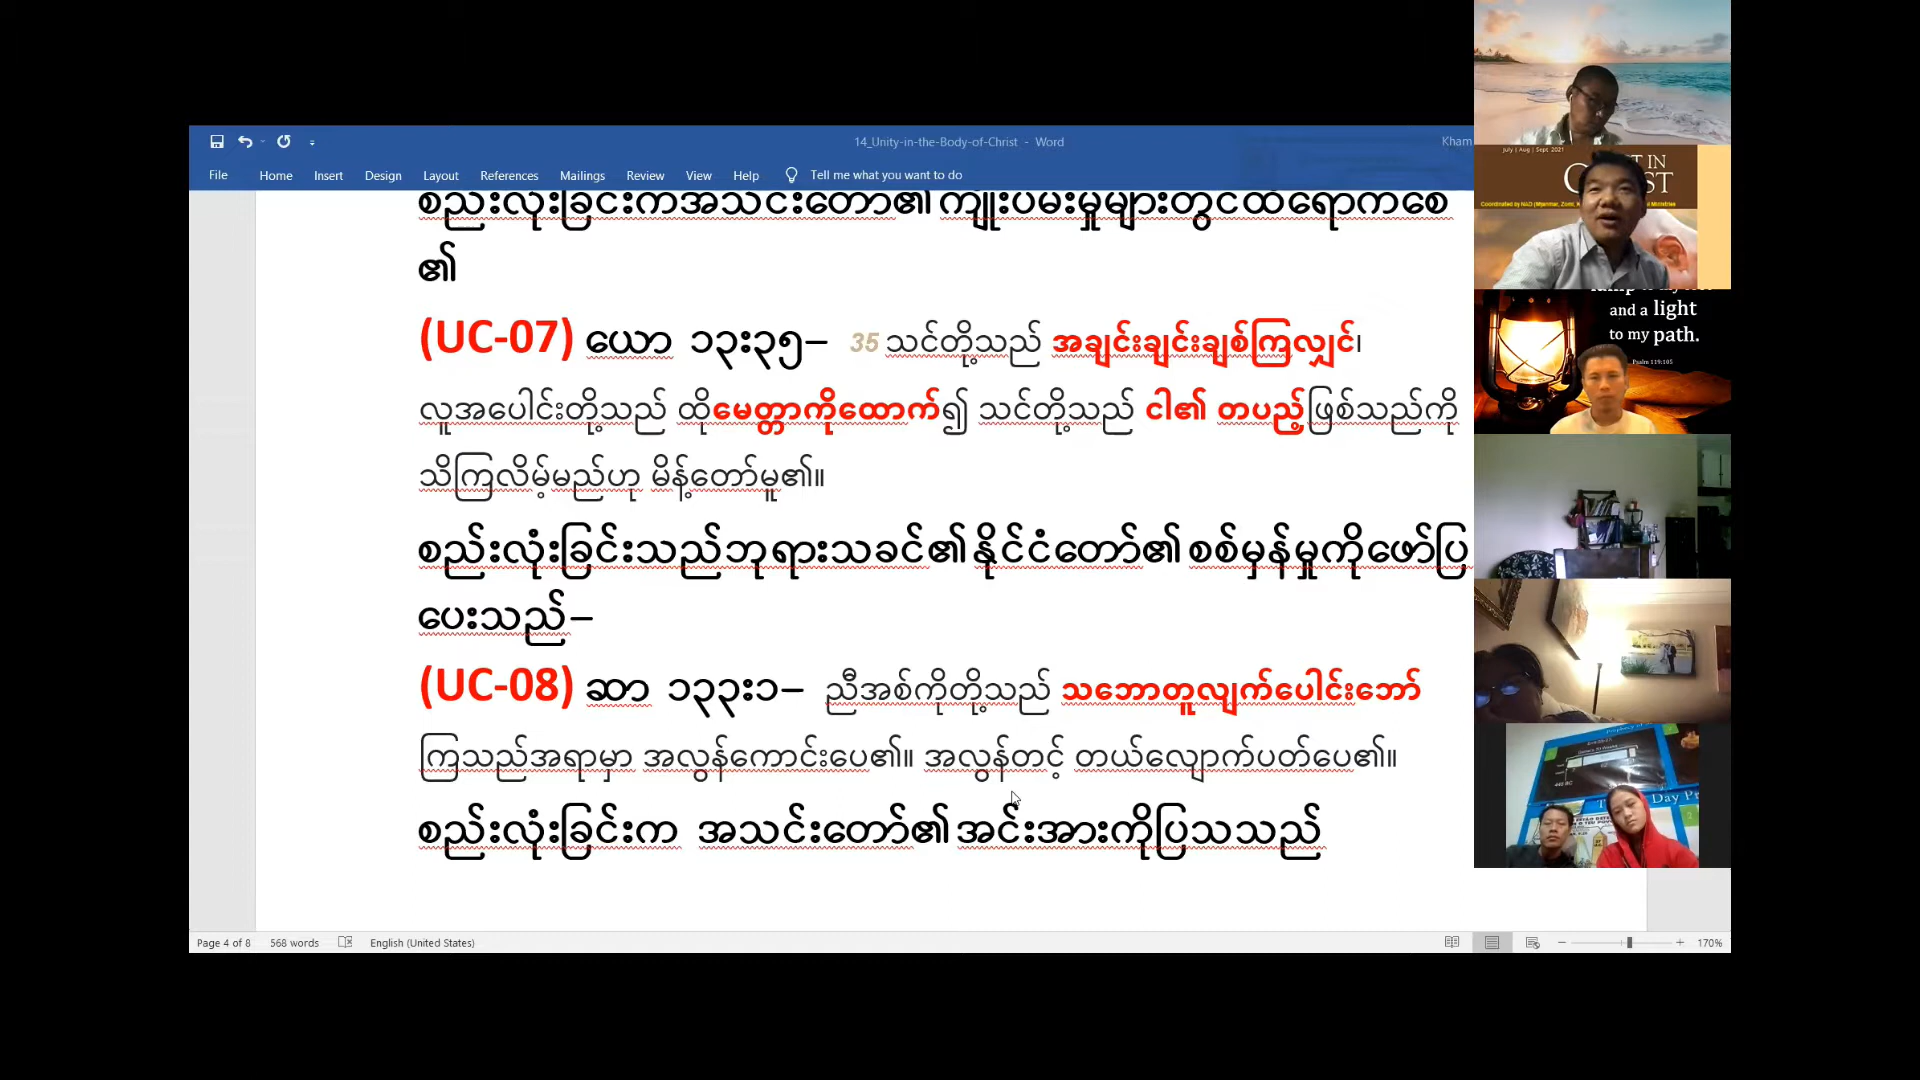 14_Unity-in-the-Body-of-Christ - Word
Kham
File Home Insert Design Layout References Mailings Review View Help Tell me what you want to do
စည်းလုံးခြင်းကအသင်းတော်၏ကျိုးပမ်းမှုများတွင်ထိရောက်စေ
၏
(UC-07) ယော ၁၃း၃၅– 35 သင်တို့သည် အချင်းချင်းချစ်ကြလျှင်၊
လူအပေါင်းတို့သည် ထိုမေတ္တာကိုထောက်၍ သင်တို့သည် ငါ၏ တပည့်ဖြစ်သည်ကို
သိကြလိမ့်မည်ဟု မိန့်တော်မူ၏။
စည်းလုံးခြင်းသည်ဘုရားသခင်၏နိုင်ငံတော်၏စစ်မှန်မှုကိုဖော်ပြ
ပေးသည်–
(UC-08) ဆာ ၁၃၃း၁– ညီအစ်ကိုတို့သည် သဘောတူလျက်ပေါင်းဘော်
ကြသည်အရာမှာ အလွန်ကောင်းပေ၏။ အလွန်တင့် တယ်လျောက်ပတ်ပေ၏။
စည်းလုံးခြင်းက အသင်းတော်၏အင်းအားကိုပြသသည်
Page 4 of 8 568 words English (United States) 170%
July | Aug | Sept 2021
and a light
to my path.
Psalm 119:105